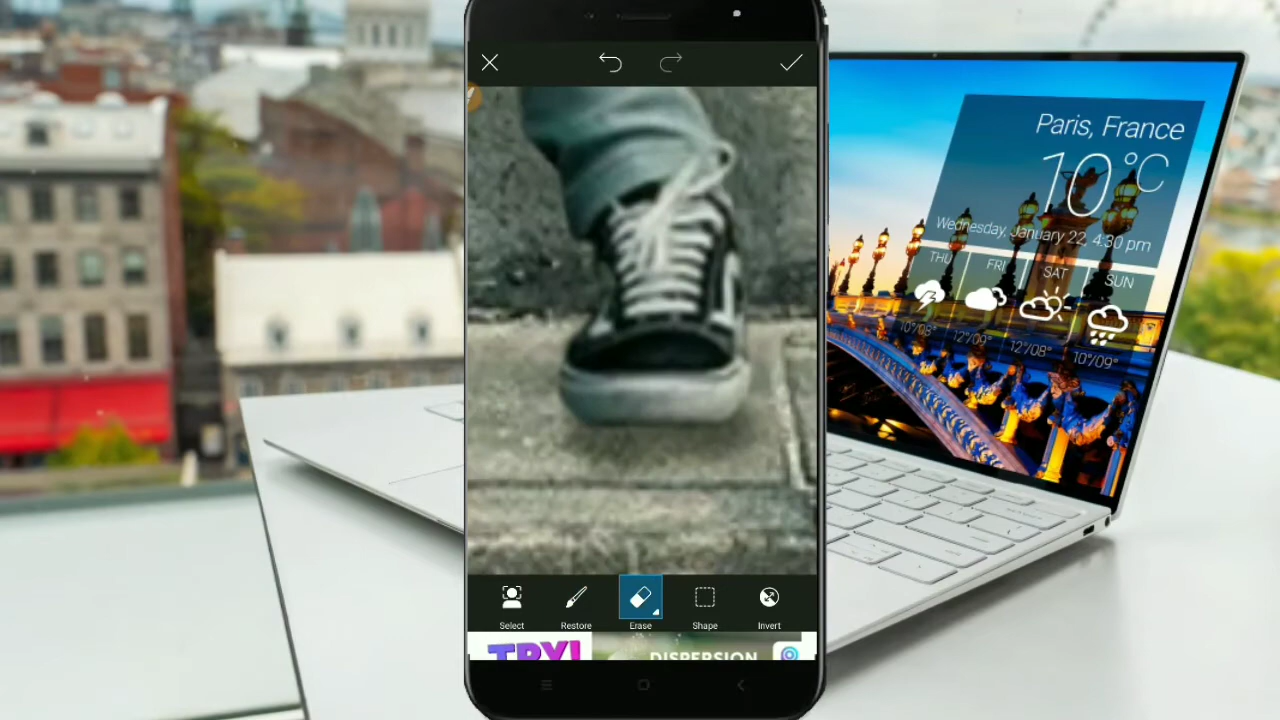 Paris, France
10°C
Wednesday, January 22, 4:30 pm
THU FRI SAT SUN
10°/08° 12°/09° 12°/08° 10°/09°
Select Restore Erase Shape Invert
TRY! DISPERSION